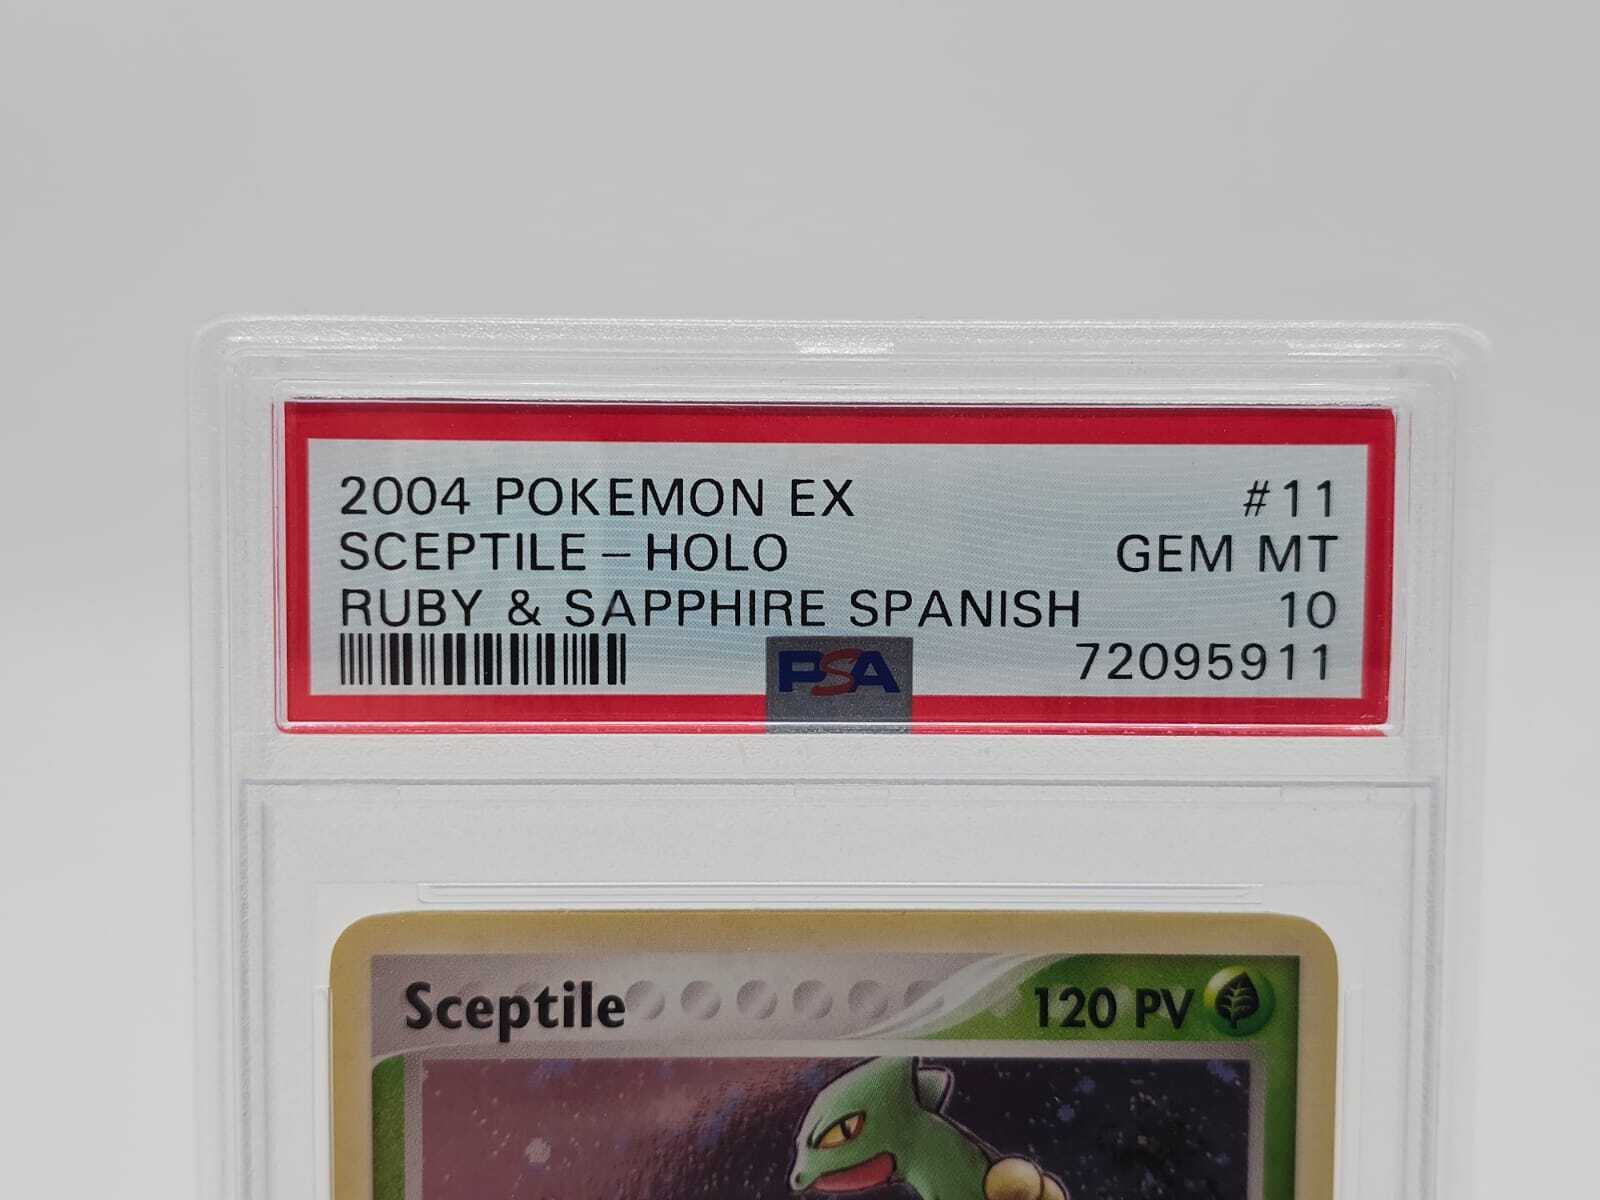 2004 POKEMON EX #11
SCEPTILE - HOLO GEM MT
RUBY & SAPPHIRE SPANISH 10
PSA 72095911
Sceptile 120 PV